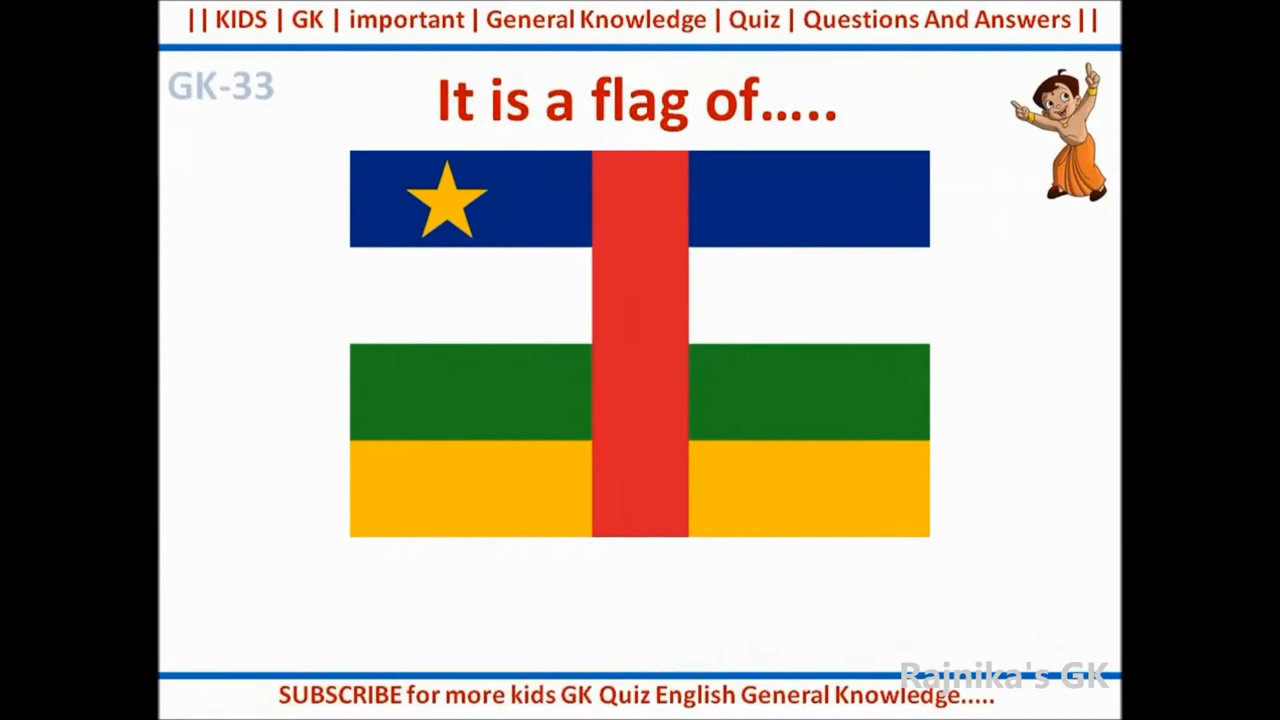 || KIDS | GK | important | General Knowledge | Quiz | Questions And Answers ||
GK-33
It is a flag of.....
Rajnika's GK
SUBSCRIBE for more kids GK Quiz English General Knowledge.....